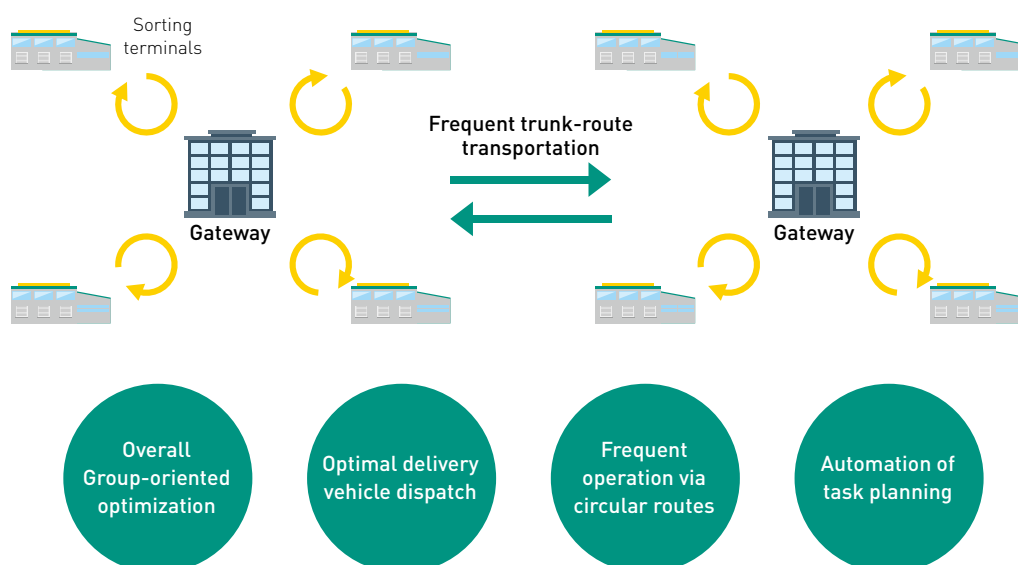 Sorting
terminals
Frequent trunk-route
transportation
Gateway
Gateway
Overall
Group-oriented
optimization
Optimal delivery
vehicle dispatch
Frequent
operation via
circular routes
Automation of
task planning